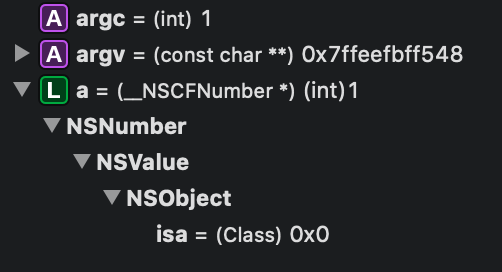 A argc = (int) 1
A argv = (const char **) 0x7ffeefbff548
L a = (__NSCFNumber *) (int)1
NSNumber
NSValue
NSObject
isa = (Class) 0x0